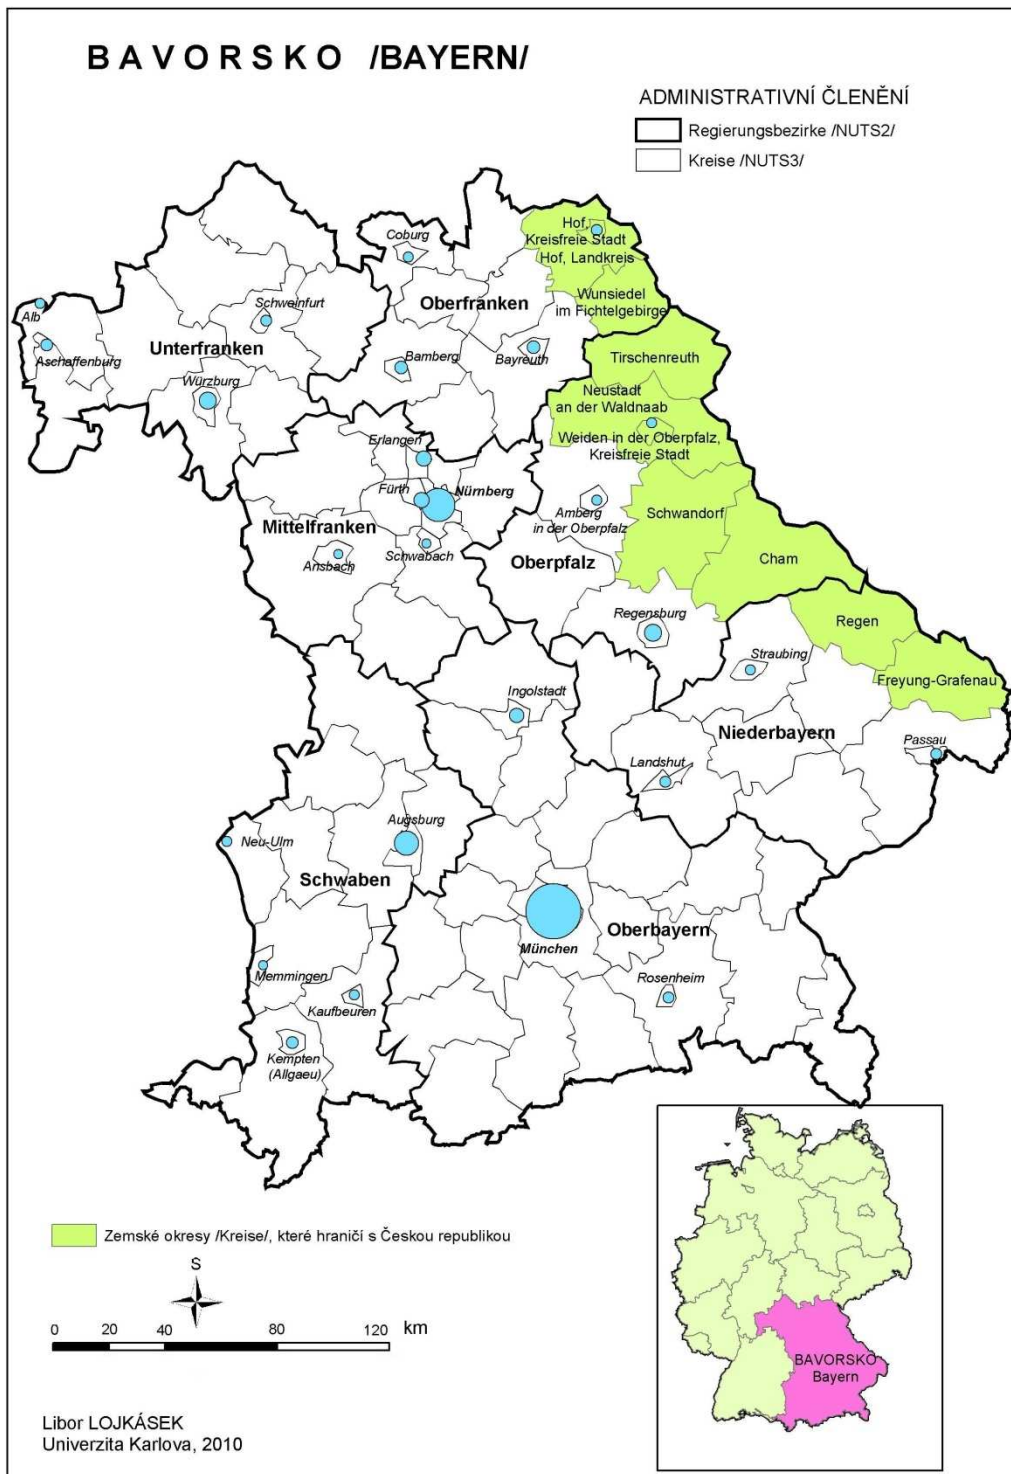 BAVORSKO /BAYERN/
ADMINISTRATIVNÍ ČLENĚNÍ
Regierungsbezirke /NUTS2/
Kreise /NUTS3/
Hof,
Kreisfreie Stadt
Hof, Landkreis
Coburg
Wunsiedel
im Fichtelgebirge
Oberfranken
Schweinfurt
Alb
Aschaffenburg
Unterfranken
Bamberg
Bayreuth
Tirschenreuth
Würzburg
Neustadt
an der Waldnaab
Weiden in der Oberpfalz,
Kreisfreie Stadt
Erlangen
Fürth
Nürnberg
Mittelfranken
Amberg
in der Oberpfalz
Schwandorf
Ansbach
Schwabach
Oberpfalz
Cham
Regensburg
Regen
Straubing
Freyung-Grafenau
Ingolstadt
Niederbayern
Passau
Landshut
Augsburg
Neu-Ulm
Schwaben
Oberbayern
München
Memmingen
Rosenheim
Kaufbeuren
Kempten
(Allgaeu)
Zemské okresy /Kreise/, které hraničí s Českou republikou
S
0 20 40 80 120 km
BAVORSKO
Bayern
Libor LOJKÁSEK
Univerzita Karlova, 2010